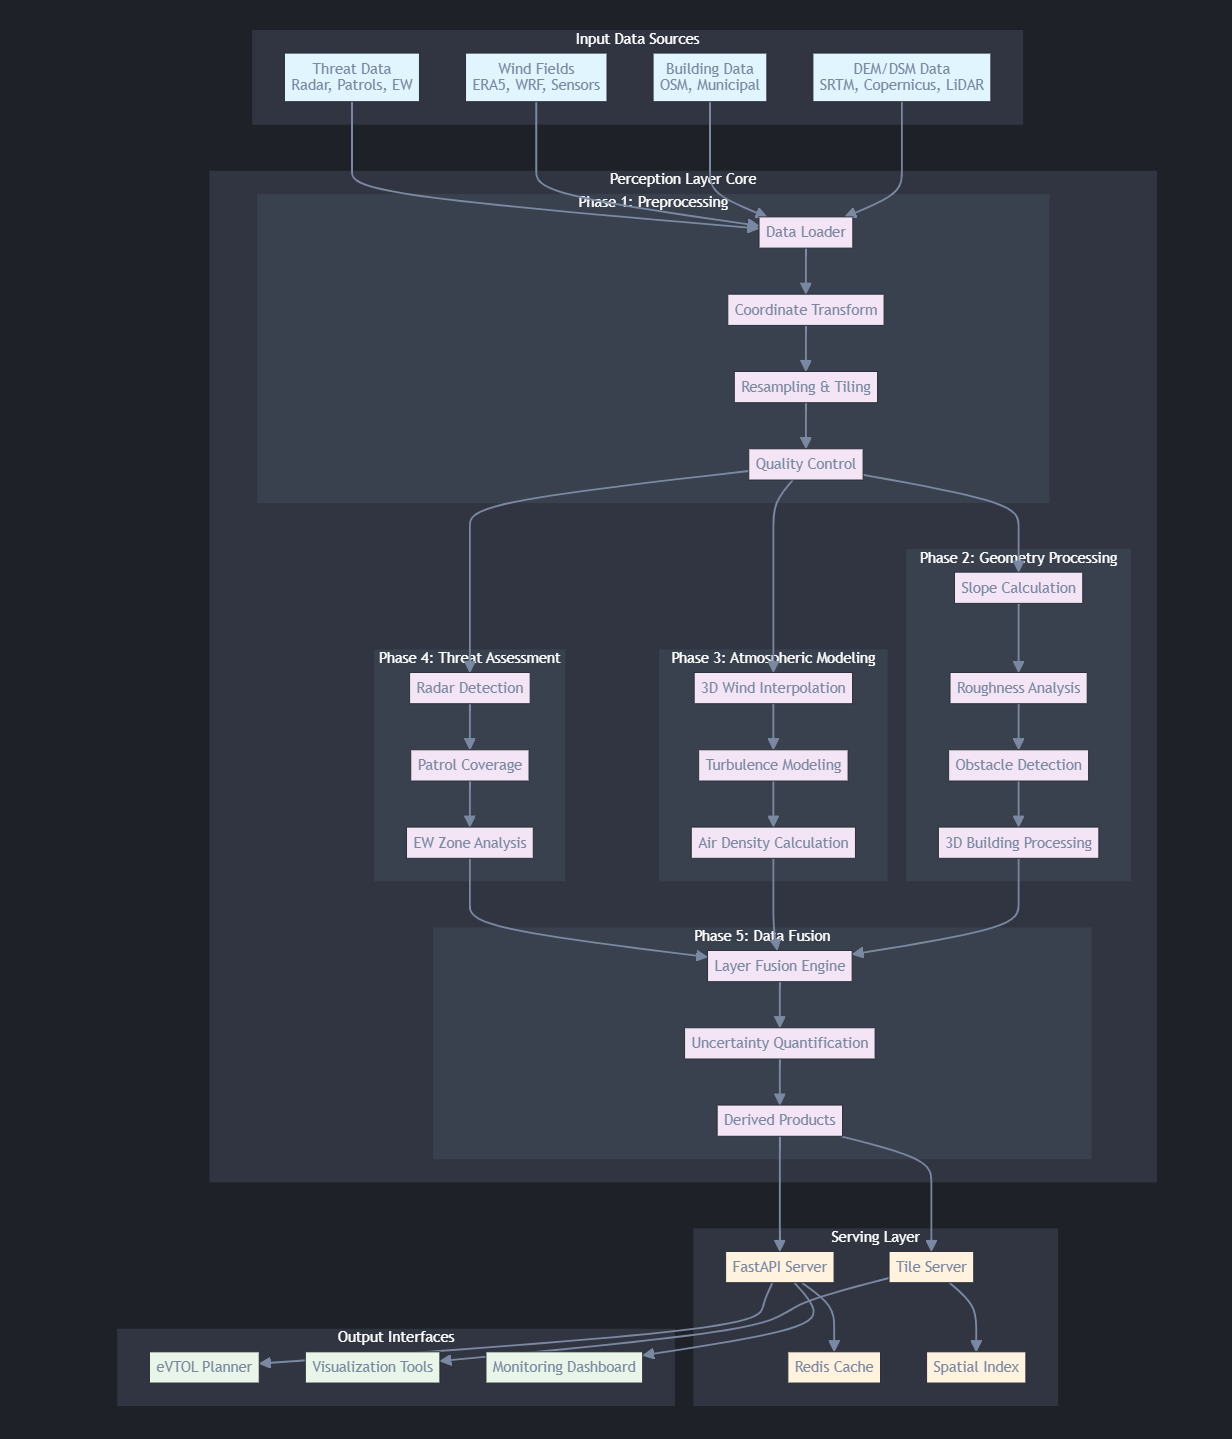 Input Data Sources
Threat Data
Radar, Patrols, EW
Wind Fields
ERA5, WRF, Sensors
Building Data
OSM, Municipal
DEM/DSM Data
SRTM, Copernicus, LiDAR
Perception Layer Core
Phase 1: Preprocessing
Data Loader
Coordinate Transform
Resampling & Tiling
Quality Control
Phase 2: Geometry Processing
Slope Calculation
Roughness Analysis
Obstacle Detection
3D Building Processing
Phase 4: Threat Assessment
Radar Detection
Patrol Coverage
EW Zone Analysis
Phase 3: Atmospheric Modeling
3D Wind Interpolation
Turbulence Modeling
Air Density Calculation
Phase 5: Data Fusion
Layer Fusion Engine
Uncertainty Quantification
Derived Products
Serving Layer
FastAPI Server
Tile Server
Redis Cache
Spatial Index
Output Interfaces
eVTOL Planner
Visualization Tools
Monitoring Dashboard